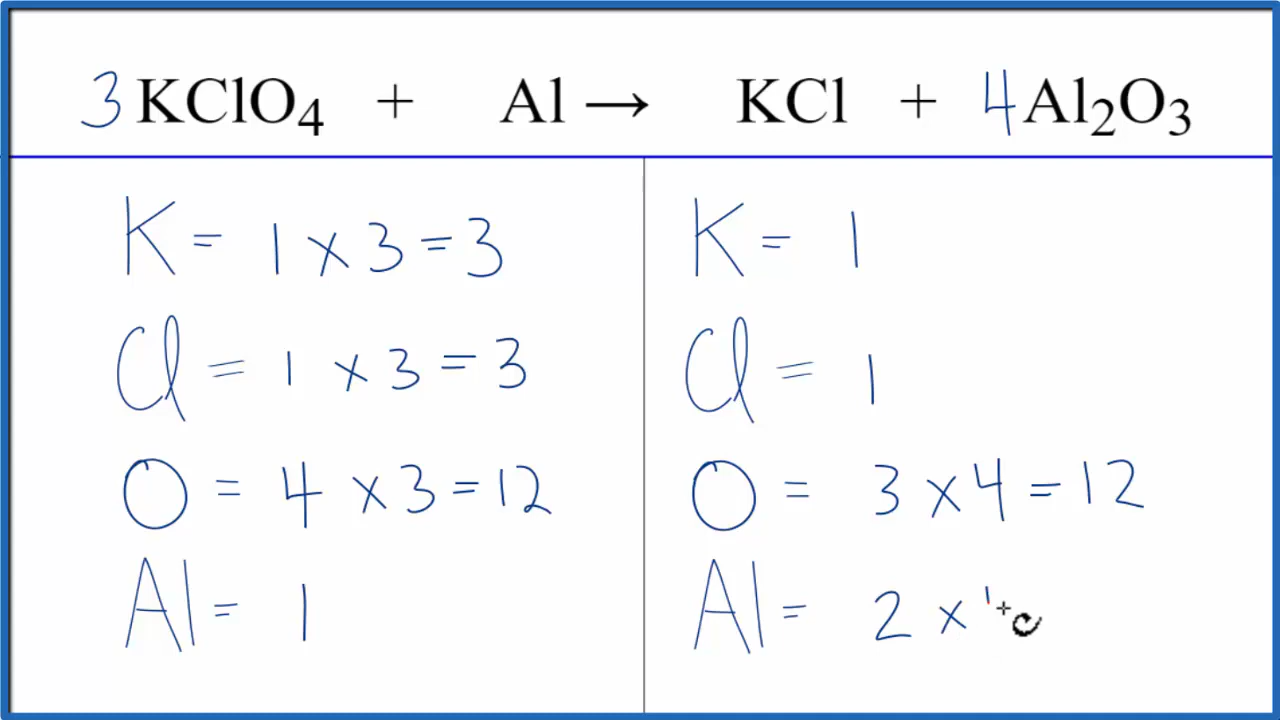 3KClO₄ + Al → KCl + 4Al₂O₃
K = 1 x 3 = 3
K = 1
Cl = 1 x 3 = 3
Cl = 1
O = 4 x 3 = 12
O = 3 x 4 = 12
Al = 1
Al = 2 x